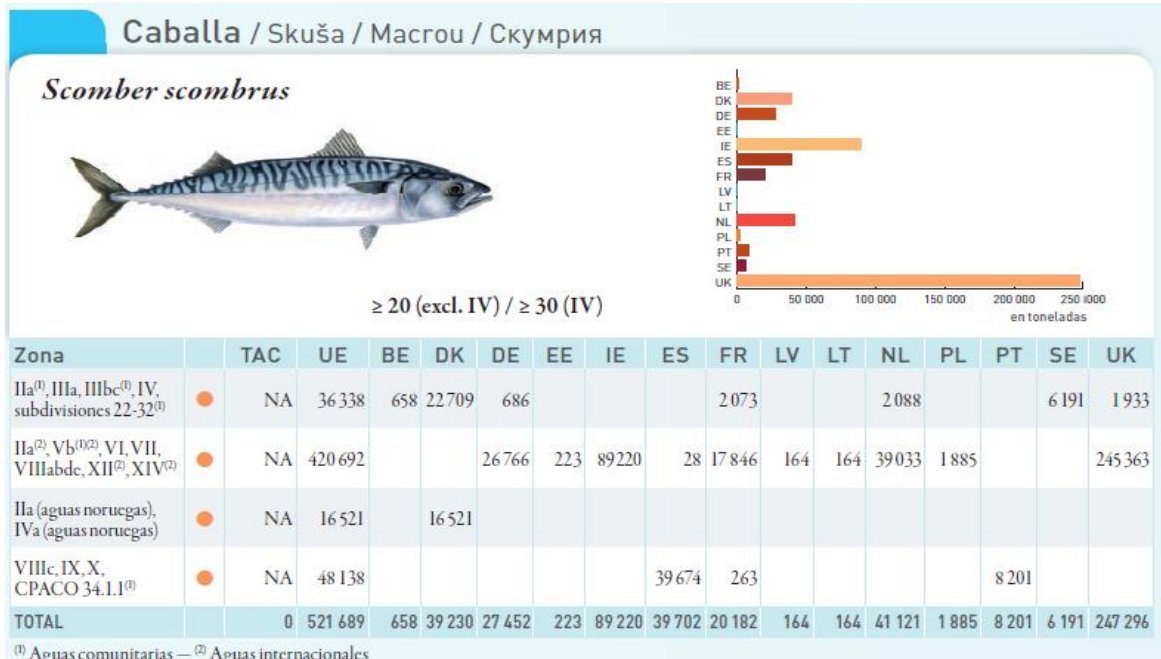 Caballa / Skuša / Macrou / Скумрия
Scomber scombrus
≥ 20 (excl. IV) / ≥ 30 (IV)
BE
DK
DE
EE
IE
ES
FR
LV
LT
NL
PL
PT
SE
UK
0 50 000 100 000 150 000 200 000 250 000
en toneladas
Zona TAC UE BE DK DE EE IE ES FR LV LT NL PL PT SE UK
IIa(1), IIIa, IIIbc(1), IV,
subdivisiones 22-32(1) NA 36 338 658 22 709 686 2 073 2 088 6 191 1 933
IIa(2), Vb(1)(2), VI, VII,
VIIIabde, XII(2), XIV(2) NA 420 692 26 766 223 89 220 28 17 846 164 164 39 033 1 885 245 363
IIa (aguas noruegas),
IVa (aguas noruegas) NA 16 521 16 521
VIIIc, IX, X,
CPACO 34.1.1(1) NA 48 138 39 674 263 8 201
TOTAL 0 521 689 658 39 230 27 452 223 89 220 39 702 20 182 164 164 41 121 1 885 8 201 6 191 247 296
(1) Aguas comunitarias — (2) Aguas internacionales